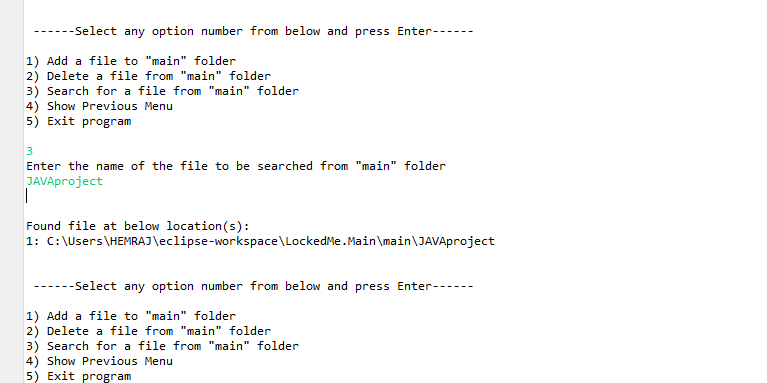 ------Select any option number from below and press Enter------
1) Add a file to "main" folder
2) Delete a file from "main" folder
3) Search for a file from "main" folder
4) Show Previous Menu
5) Exit program
3
Enter the name of the file to be searched from "main" folder
JAVAproject
Found file at below location(s):
1: C:\Users\HEMRAJ\eclipse-workspace\LockedMe.Main\main\JAVAproject
------Select any option number from below and press Enter------
1) Add a file to "main" folder
2) Delete a file from "main" folder
3) Search for a file from "main" folder
4) Show Previous Menu
5) Exit program